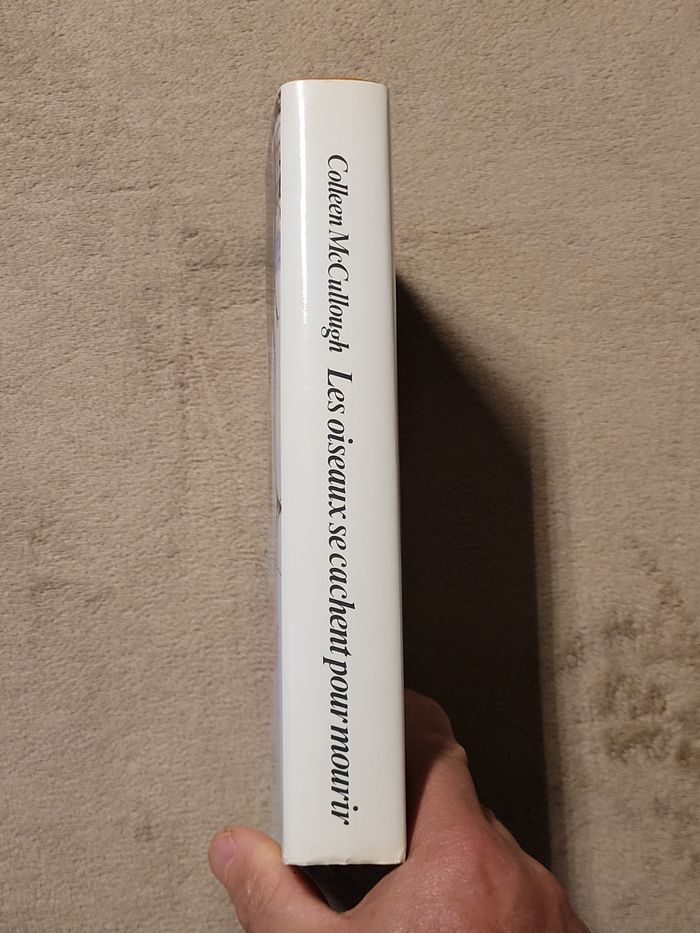 Colleen McCullough Les oiseaux se cachent pour mourir